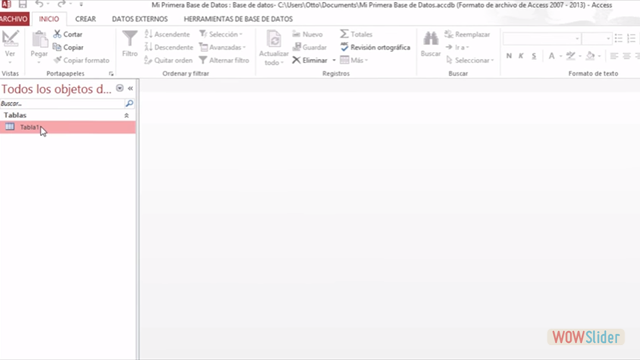 Mi Primera Base de Datos : Base de datos- C:\Users\Otto\Documents\Mi Primera Base de Datos.accdb (Formato de archivo de Access 2007 - 2013) - Access
ARCHIVO INICIO CREAR DATOS EXTERNOS HERRAMIENTAS DE BASE DE DATOS
Ver
Pegar
Cortar
Copiar
Copiar formato
Filtro
Ascendente
Descendente
Quitar orden
Selección
Avanzadas
Alternar filtro
Actualizar
todo
Nuevo
Guardar
Eliminar
Totales
Revisión ortográfica
Más
Buscar
Reemplazar
Ir a
Seleccionar
N K S
A
Vistas
Portapapeles
Ordenar y filtrar
Registros
Buscar
Formato de texto
Todos los objetos d...
Buscar...
Tablas
Tabla1
WOWSlider